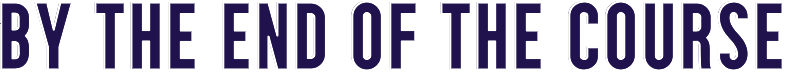 BY THE END OF THE COURSE